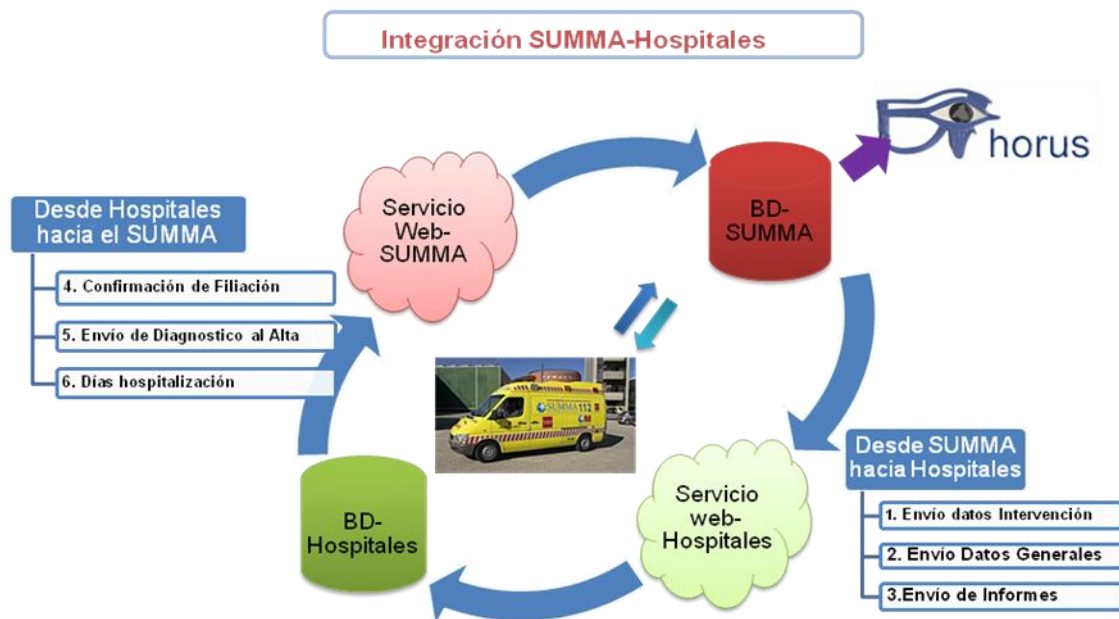 Integración SUMMA-Hospitales
horus
Desde Hospitales
hacia el SUMMA
4. Confirmación de Filiación
5. Envío de Diagnostico al Alta
6. Días hospitalización
Servicio
Web-
SUMMA
BD-
SUMMA
SUMMA 112
BD-
Hospitales
Servicio
web-
Hospitales
Desde SUMMA
hacia Hospitales
1. Envío datos Intervención
2. Envío Datos Generales
3.Envío de Informes